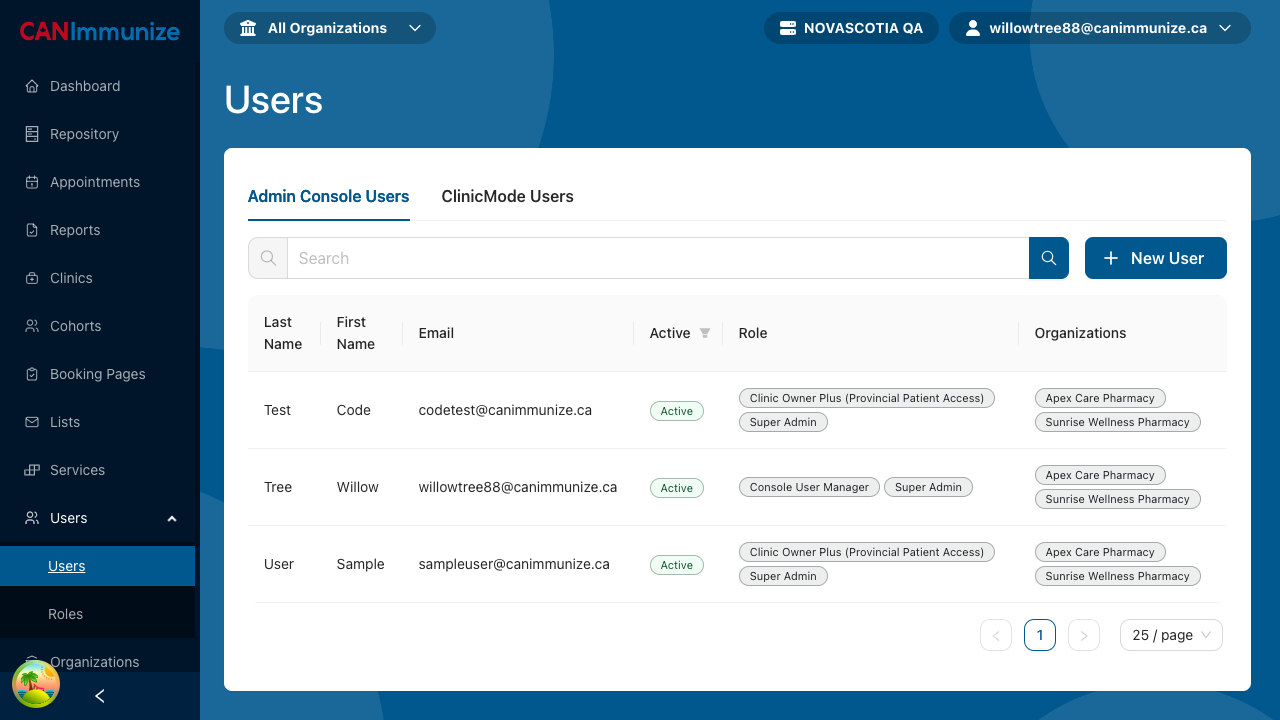 CANImmunize
All Organizations
NOVASCOTIA QA
willowtree88@canimmunize.ca
Dashboard
Repository
Appointments
Reports
Clinics
Cohorts
Booking Pages
Lists
Services
Users
Users
Roles
Organizations
Users
Admin Console Users
ClinicMode Users
Search
New User
Last Name
First Name
Email
Active
Role
Organizations
Test
Code
codetest@canimmunize.ca
Active
Clinic Owner Plus (Provincial Patient Access)
Super Admin
Apex Care Pharmacy
Sunrise Wellness Pharmacy
Tree
Willow
willowtree88@canimmunize.ca
Active
Console User Manager
Super Admin
Apex Care Pharmacy
Sunrise Wellness Pharmacy
User
Sample
sampleuser@canimmunize.ca
Active
Clinic Owner Plus (Provincial Patient Access)
Super Admin
Apex Care Pharmacy
Sunrise Wellness Pharmacy
1
25 / page